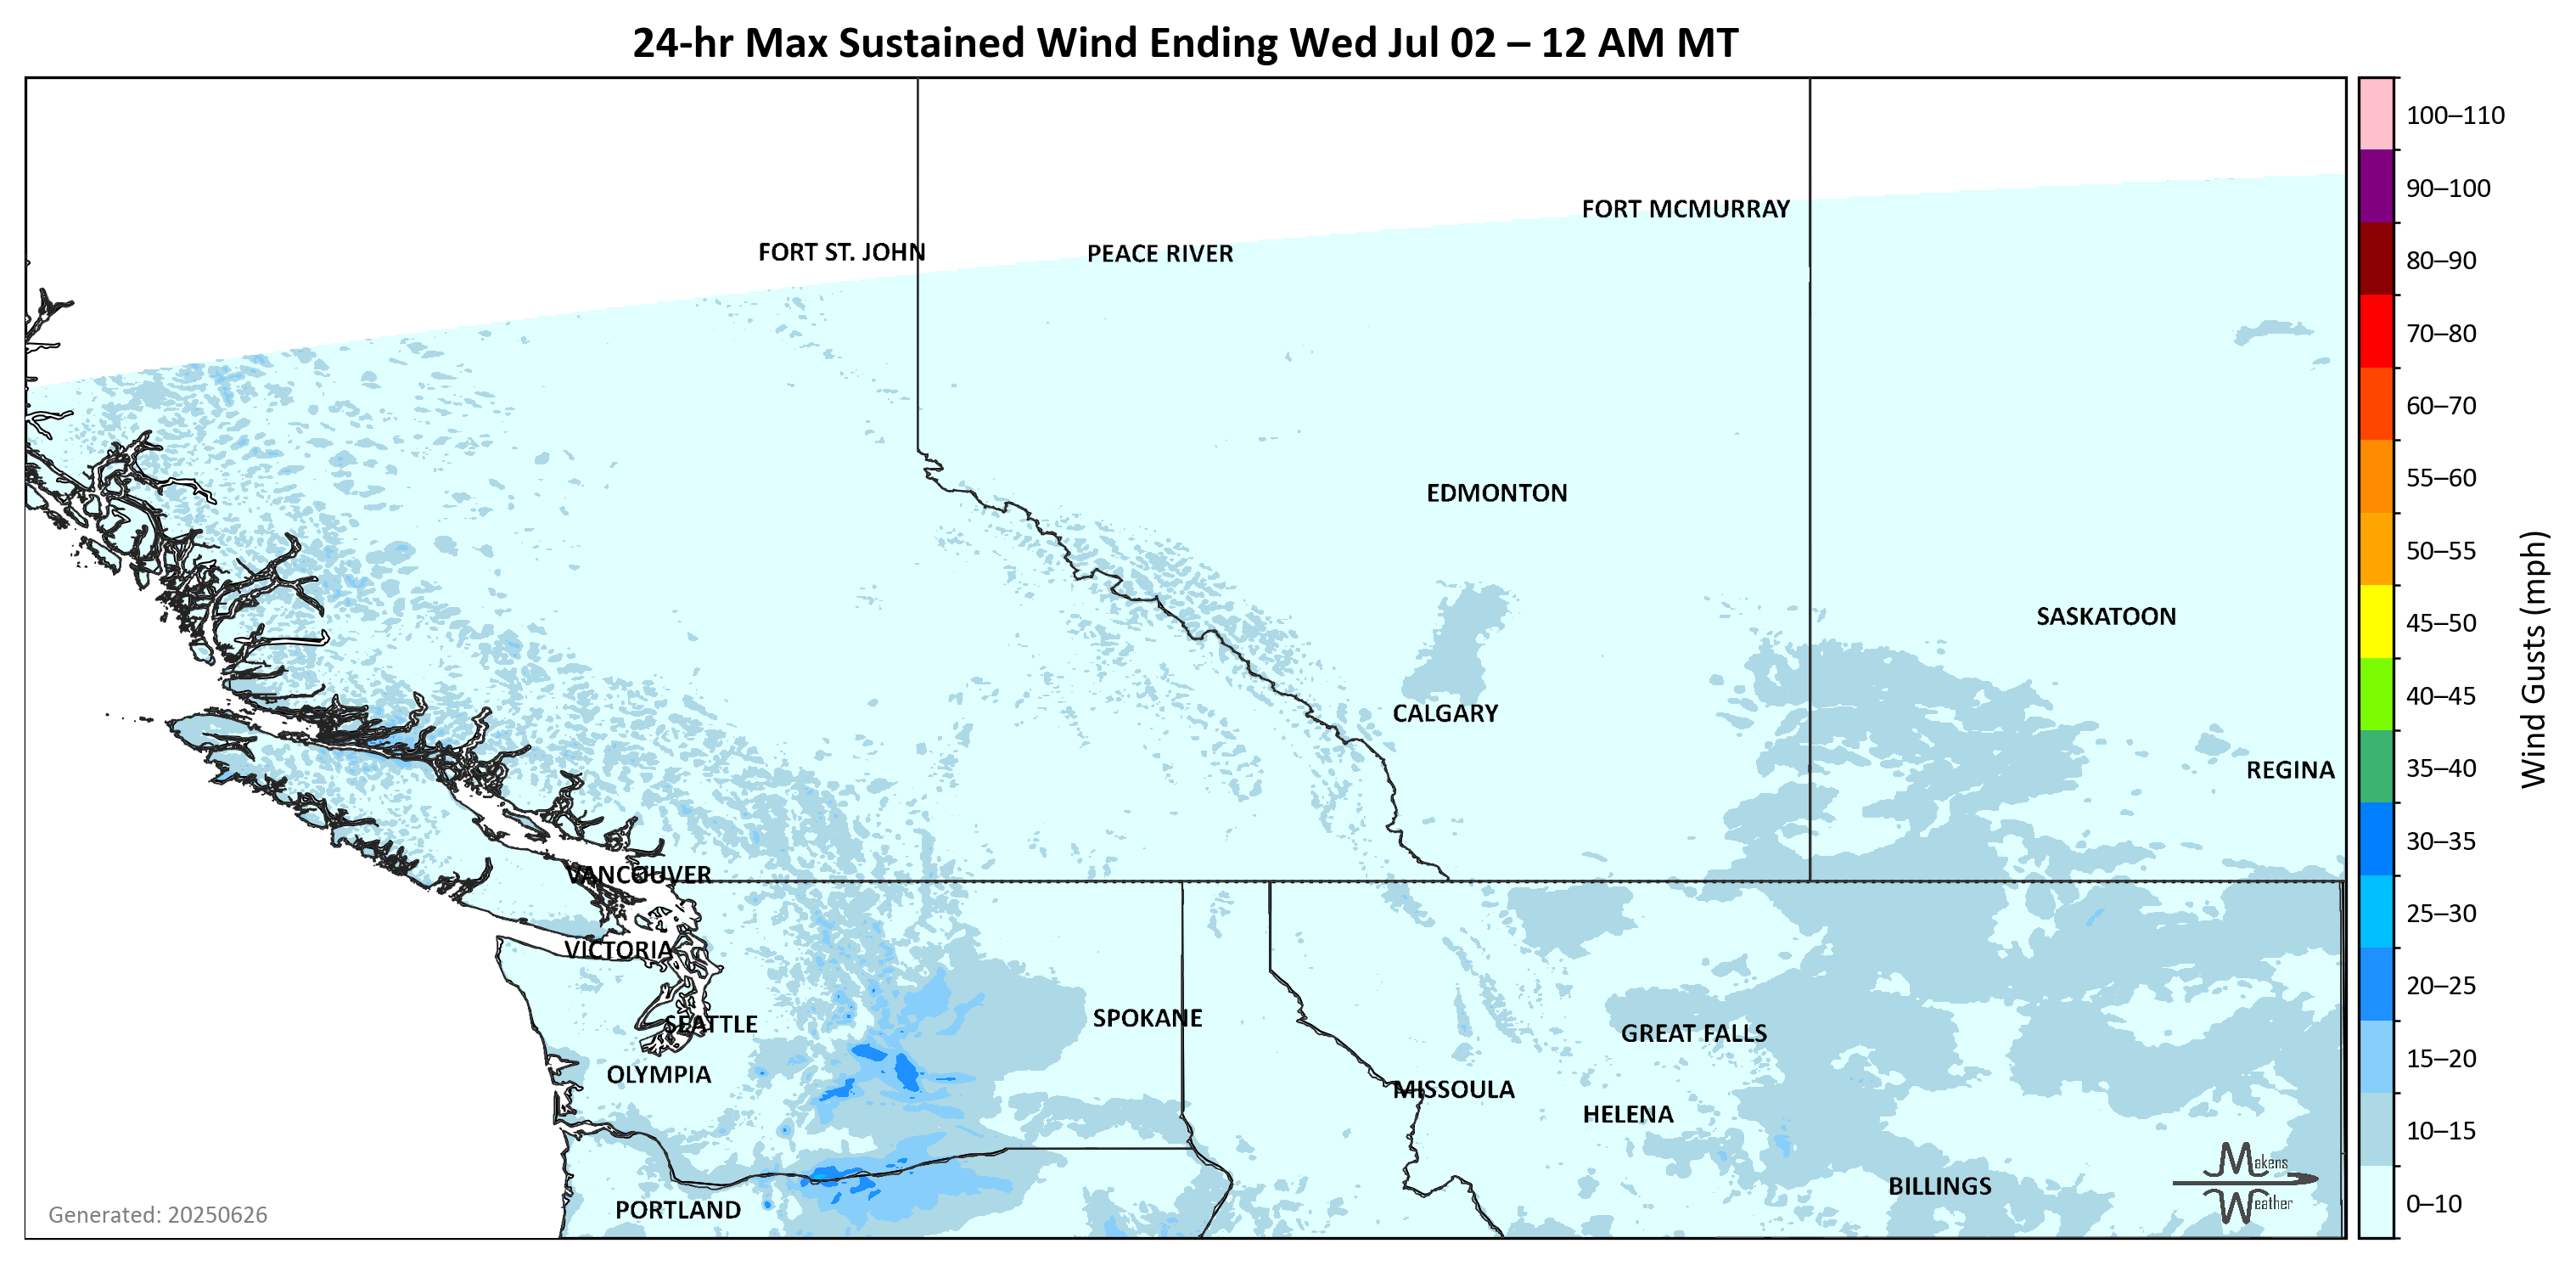 24-hr Max Sustained Wind Ending Wed Jul 02 – 12 AM MT
FORT MCMURRAY
FORT ST. JOHN
PEACE RIVER
EDMONTON
SASKATOON
CALGARY
REGINA
VANCOUVER
VICTORIA
SEATTLE
SPOKANE
GREAT FALLS
OLYMPIA
MISSOULA
HELENA
BILLINGS
PORTLAND
Generated: 20250626
Makens
Weather
100–110
90–100
80–90
70–80
60–70
55–60
50–55
45–50
40–45
35–40
30–35
25–30
20–25
15–20
10–15
0–10
Wind Gusts (mph)